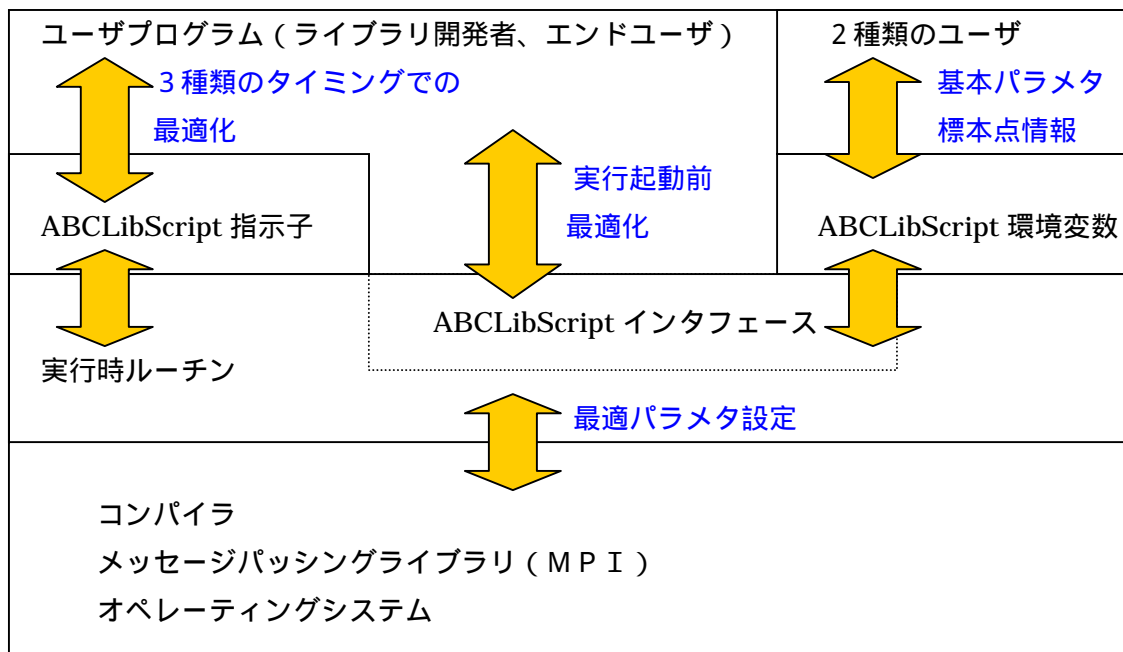 ユーザプログラム（ライブラリ開発者、エンドユーザ）
２種類のユーザ
３種類のタイミングでの
最適化
基本パラメタ
標本点情報
実行起動前
最適化
ABCLibScript 指示子
ABCLibScript 環境変数
ABCLibScript インタフェース
実行時ルーチン
最適パラメタ設定
コンパイラ
メッセージパッシングライブラリ（ＭＰＩ）
オペレーティングシステム